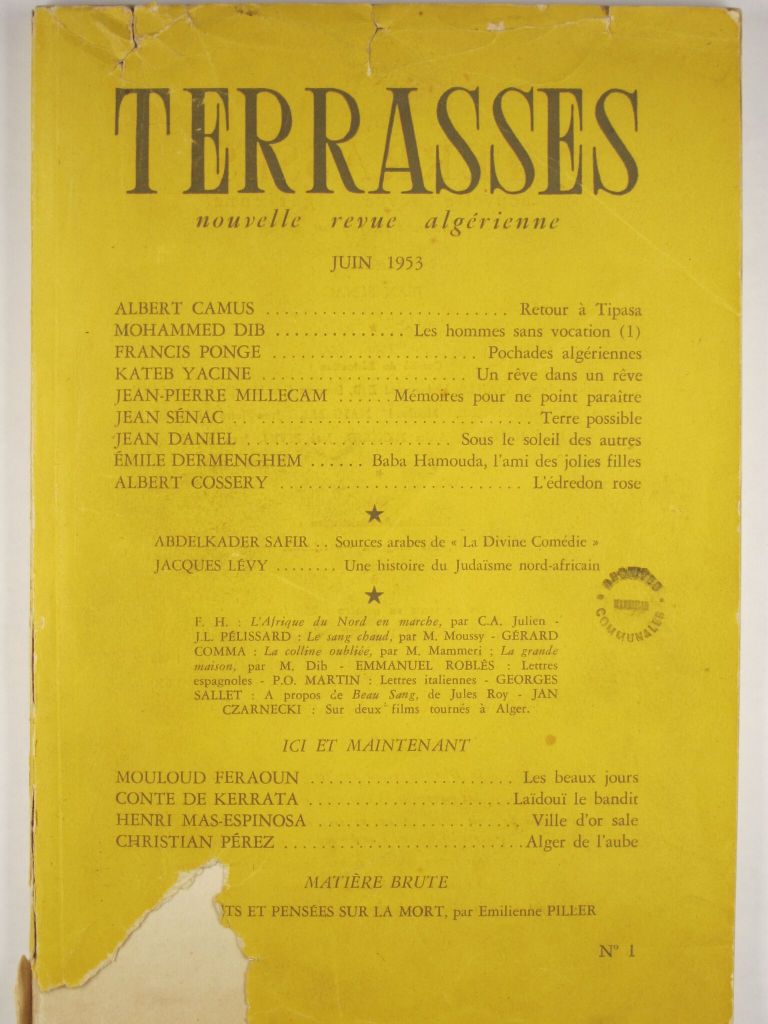 TERRASSES
nouvelle revue algérienne
JUIN 1953
ALBERT CAMUS .......................... Retour à Tipasa
MOHAMMED DIB .............. Les hommes sans vocation (1)
FRANCIS PONGE ...................... Pochades algériennes
KATEB YACINE ...................... Un rêve dans un rêve
JEAN-PIERRE MILLECAM ...... Mémoires pour ne point paraître
JEAN SÉNAC ................................ Terre possible
JEAN DANIEL ...................... Sous le soleil des autres
ÉMILE DERMENGHEM ...... Baba Hamouda, l'ami des jolies filles
ALBERT COSSERY ........................... L'édredon rose
★
ABDELKADER SAFIR .. Sources arabes de « La Divine Comédie »
JACQUES LÉVY ........ Une histoire du Judaïsme nord-africain
★
F. H. : L'Afrique du Nord en marche, par C.A. Julien -
J.L. PÉLISSARD : Le sang chaud, par M. Moussy - GÉRARD
COMMA : La colline oubliée, par M. Mammeri ; La grande
maison, par M. Dib - EMMANUEL ROBLÈS : Lettres
espagnoles - P.O. MARTIN : Lettres italiennes - GEORGES
SALLET : A propos de Beau Sang, de Jules Roy - JAN
CZARNECKI : Sur deux films tournés à Alger.
ARCHIVES
COMMUNALES
ICI ET MAINTENANT
MOULOUD FERAOUN ...................... Les beaux jours
CONTE DE KERRATA ...................... Laïdouï le bandit
HENRI MAS-ESPINOSA ...................... Ville d'or sale
CHRISTIAN PÉREZ .......................... Alger de l'aube
MATIÈRE BRUTE
TS ET PENSÉES SUR LA MORT, par Emilienne PILLER
N° 1